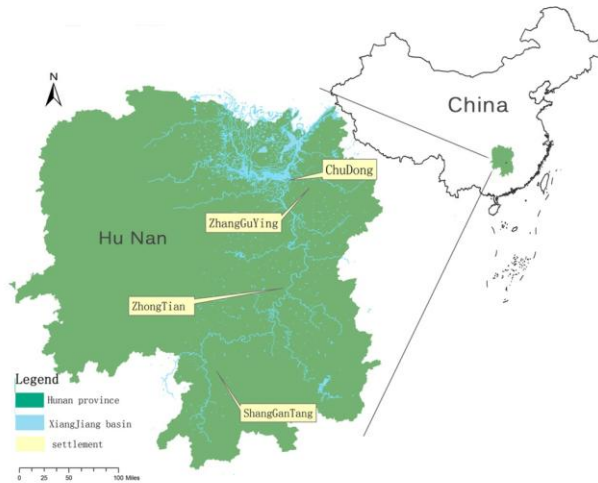 N
China
ChuDong
ZhangGuYing
Hu Nan
ZhongTian
Legend
Hunan province
XiangJiang basin
settlement
ShangGanTang
0 25 50 100 Miles